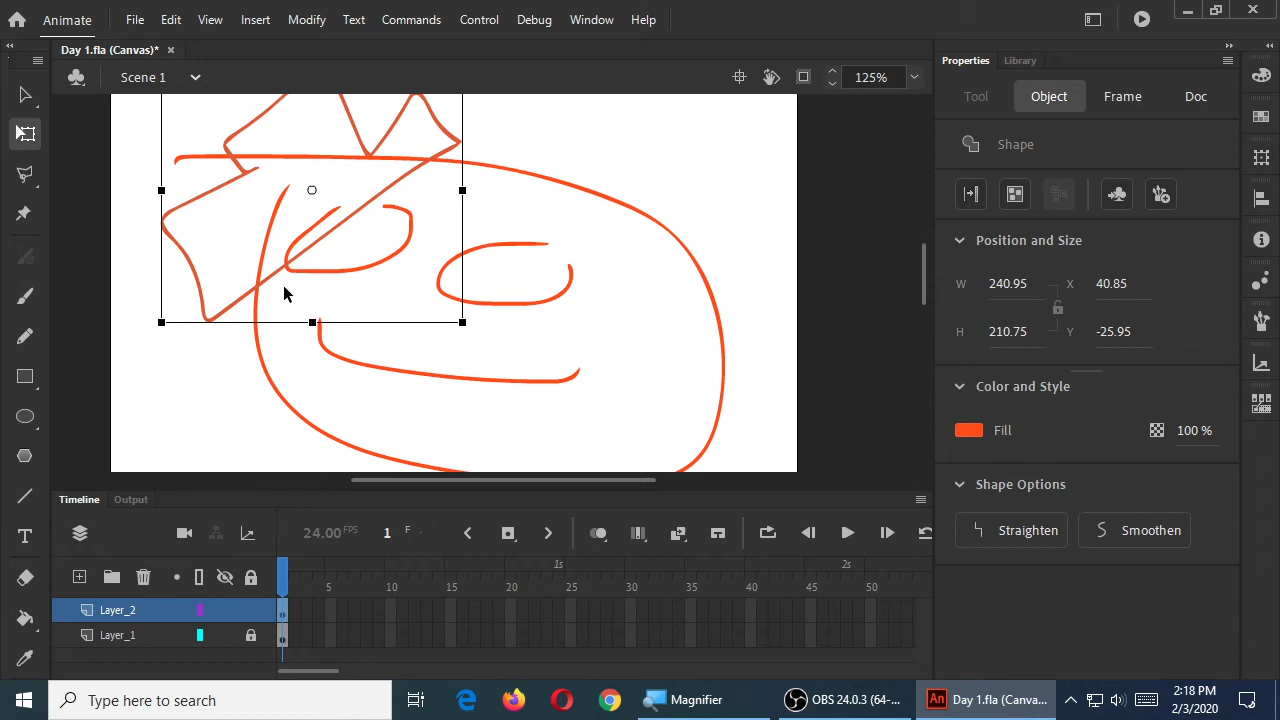 Animate File Edit View Insert Modify Text Commands Control Debug Window Help
Day 1.fla (Canvas)*
Properties Library
Scene 1 125%
Tool Object Frame Doc
Shape
Position and Size
W 240.95 X 40.85
H 210.75 Y -25.95
Color and Style
Fill 100 %
Shape Options
Straighten Smoothen
Timeline Output
24.00 FPS 1 F
1s 2s
5 10 15 20 25 30 35 40 45 50
Layer_2
Layer_1
Type here to search
Magnifier
OBS 24.0.3 (64-...
An Day 1.fla (Canva...
2:18 PM
2/3/2020